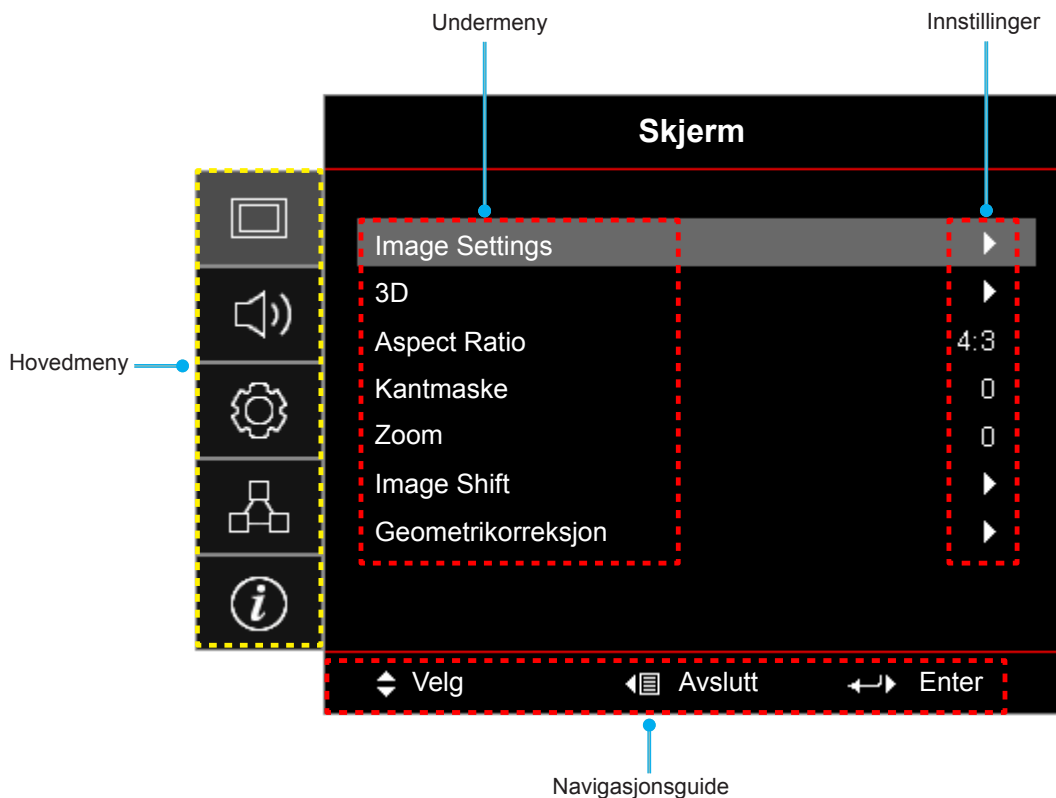 Undermeny
Innstillinger
Skjerm
Hovedmeny
Image Settings
3D
Aspect Ratio 4:3
Kantmaske 0
Zoom 0
Image Shift
Geometrikorreksjon
Velg Avslutt Enter
Navigasjonsguide